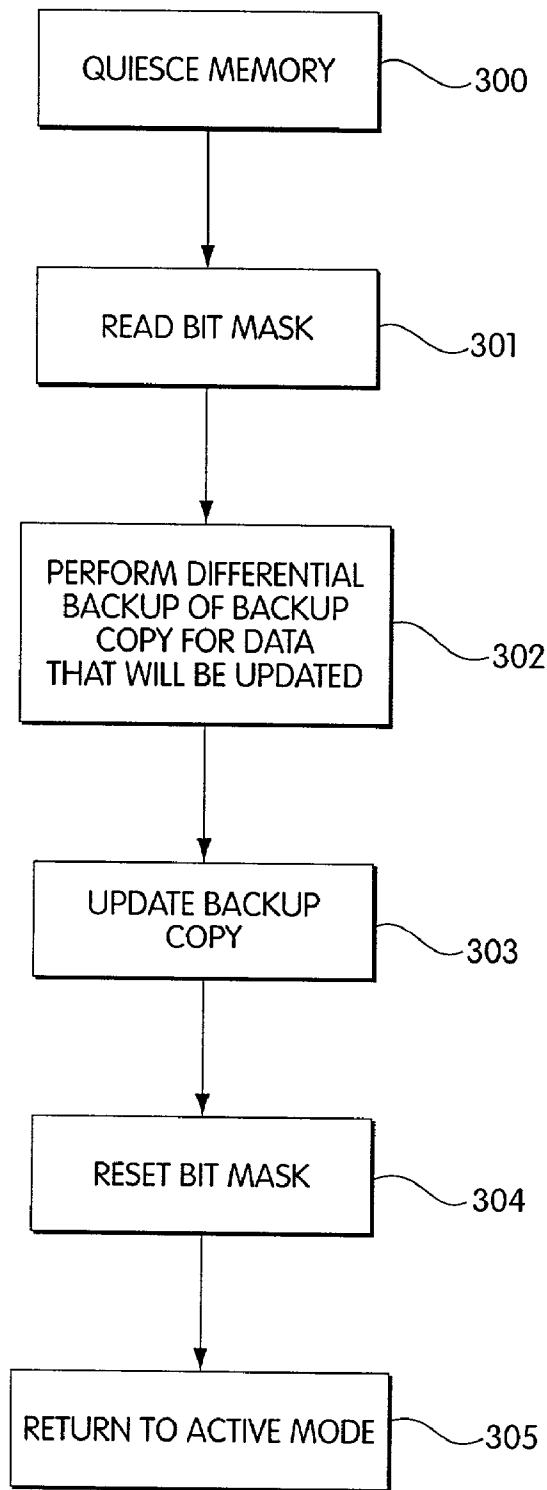 QUIESCE MEMORY
300
READ BIT MASK
301
PERFORM DIFFERENTIAL
BACKUP OF BACKUP
COPY FOR DATA
THAT WILL BE UPDATED
302
UPDATE BACKUP
COPY
303
RESET BIT MASK
304
RETURN TO ACTIVE MODE
305